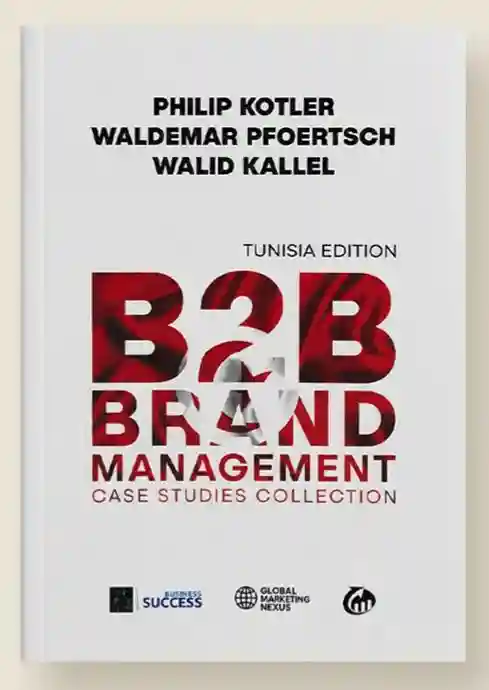 PHILIP KOTLER
WALDEMAR PFOERTSCH
WALID KALLEL
TUNISIA EDITION
B2B
BRAND
MANAGEMENT
CASE STUDIES COLLECTION
BUSINESS
SUCCESS
GLOBAL
MARKETING
NEXUS